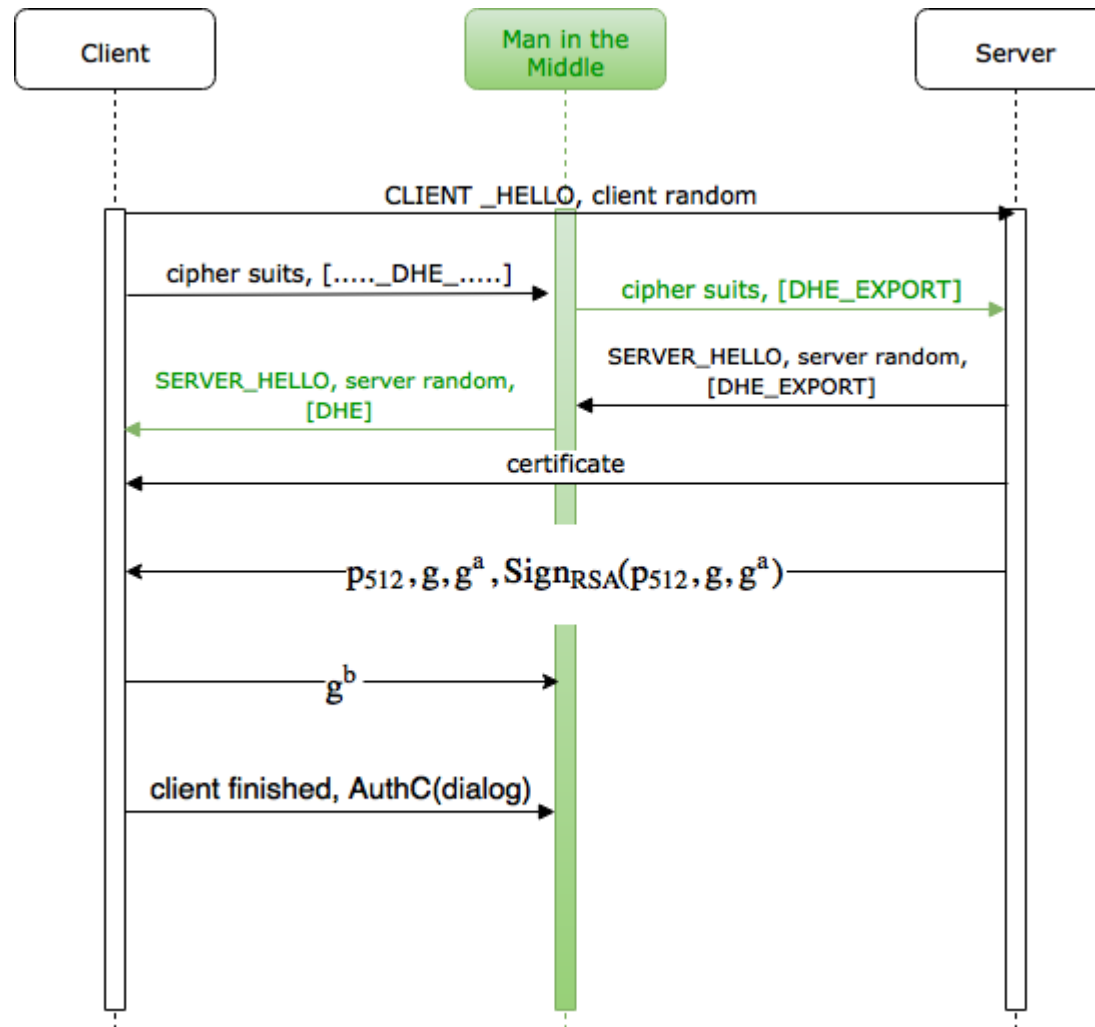 Client
Man in the
Middle
Server
CLIENT _HELLO, client random
cipher suits, [....._DHE_.....]
cipher suits, [DHE_EXPORT]
SERVER_HELLO, server random,
[DHE_EXPORT]
SERVER_HELLO, server random,
[DHE]
certificate
p₅₁₂, g, gᵃ, Sign_RSA(p₅₁₂, g, gᵃ)
gᵇ
client finished, AuthC(dialog)